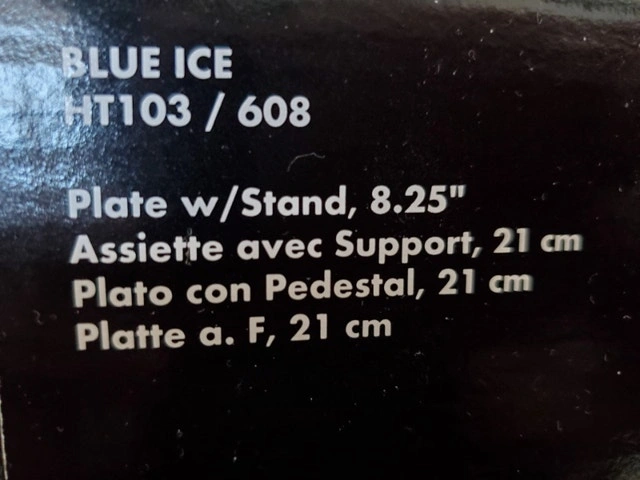 BLUE ICE
HT103 / 608
Plate w/Stand, 8.25"
Assiette avec Support, 21 cm
Plato con Pedestal, 21 cm
Platte a. F, 21 cm